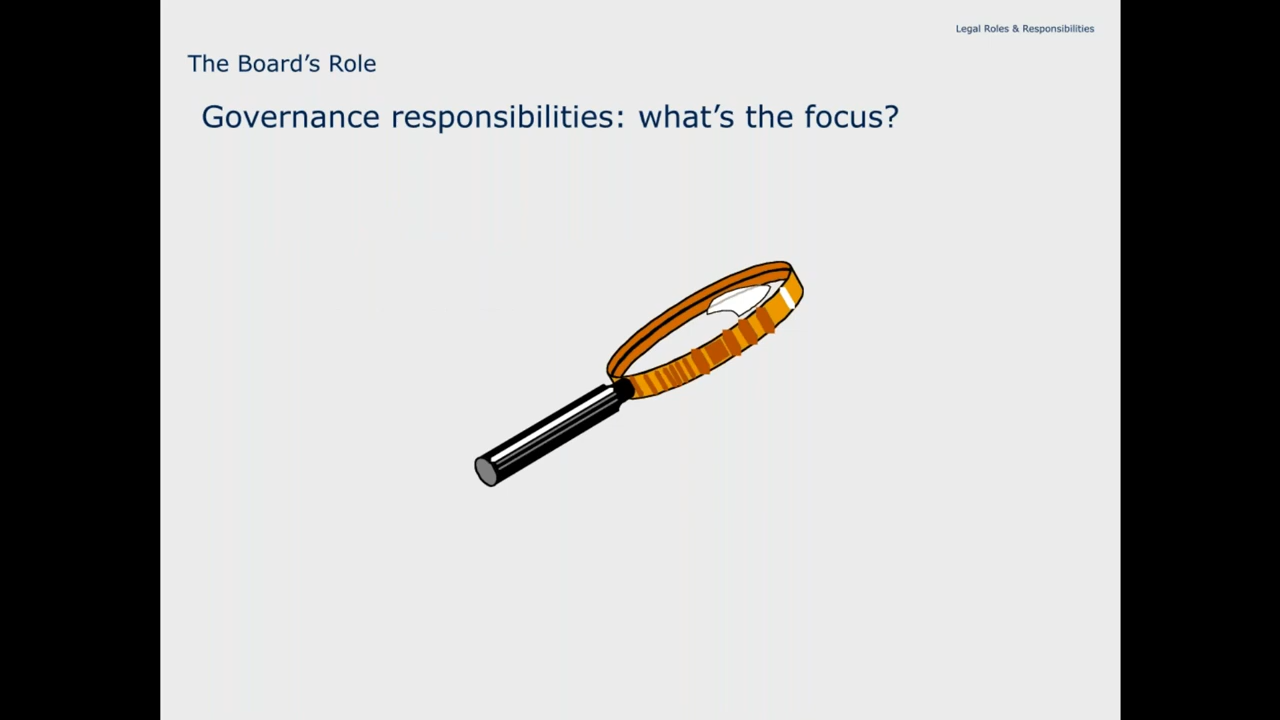 Legal Roles & Responsibilities
The Board’s Role
Governance responsibilities: what’s the focus?